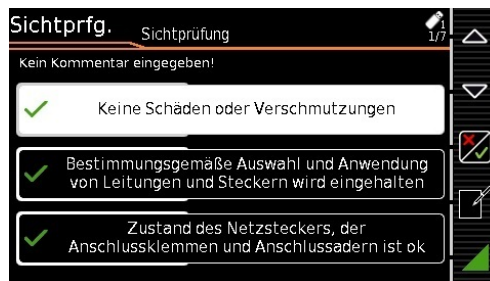 Sichtprfg.
Sichtprüfung
1
1/7
Kein Kommentar eingegeben!
Keine Schäden oder Verschmutzungen
Bestimmungsgemäße Auswahl und Anwendung
von Leitungen und Steckern wird eingehalten
Zustand des Netzsteckers, der
Anschlussklemmen und Anschlussadern ist ok